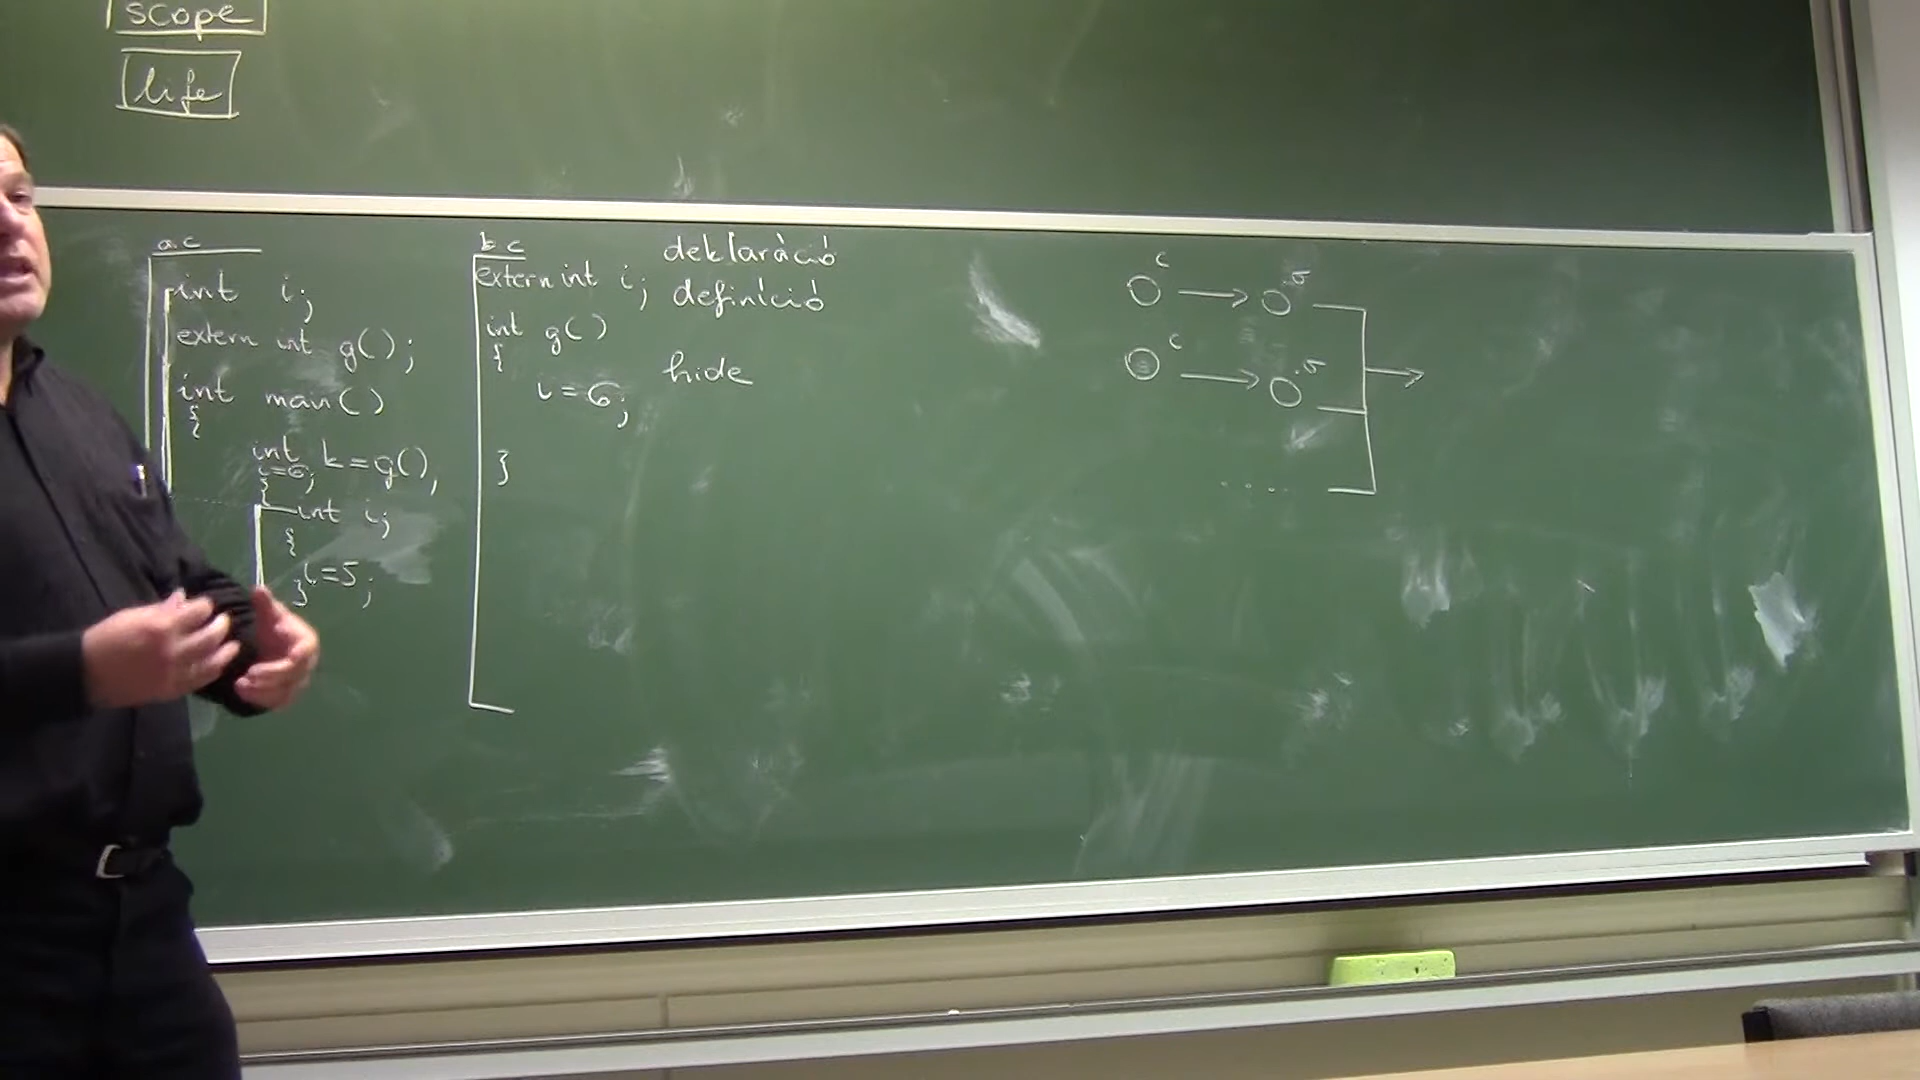 scope
life
a.c
int i;
extern int g();
int main()
{
int k=g(),
i=6;
{
int i;
{
i=5;
}
b.c
extern int i;
int g()
{
i=6;
}
deklaráció
definíció
hide
c
.o
c
.o
....